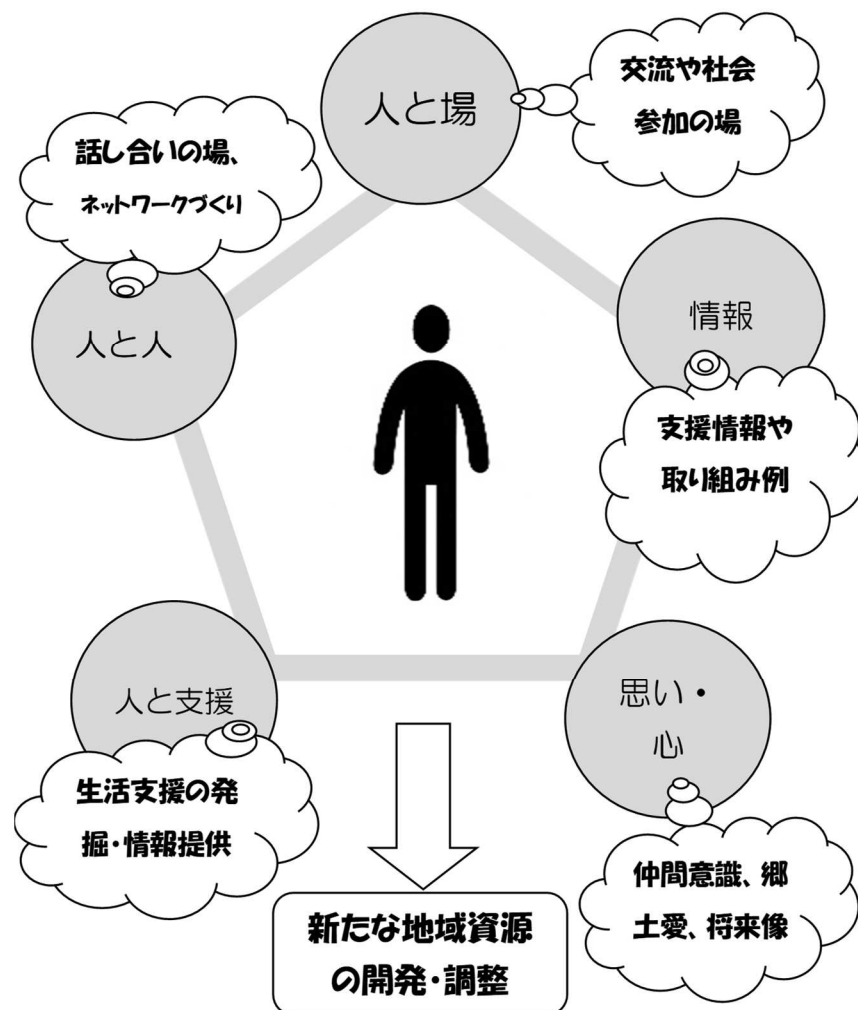 人と場
交流や社会
参加の場
話し合いの場、
ネットワークづくり
人と人
情報
支援情報や
取り組み例
人と支援
生活支援の発
掘・情報提供
思い・
心
仲間意識、郷
土愛、将来像
新たな地域資源
の開発・調整